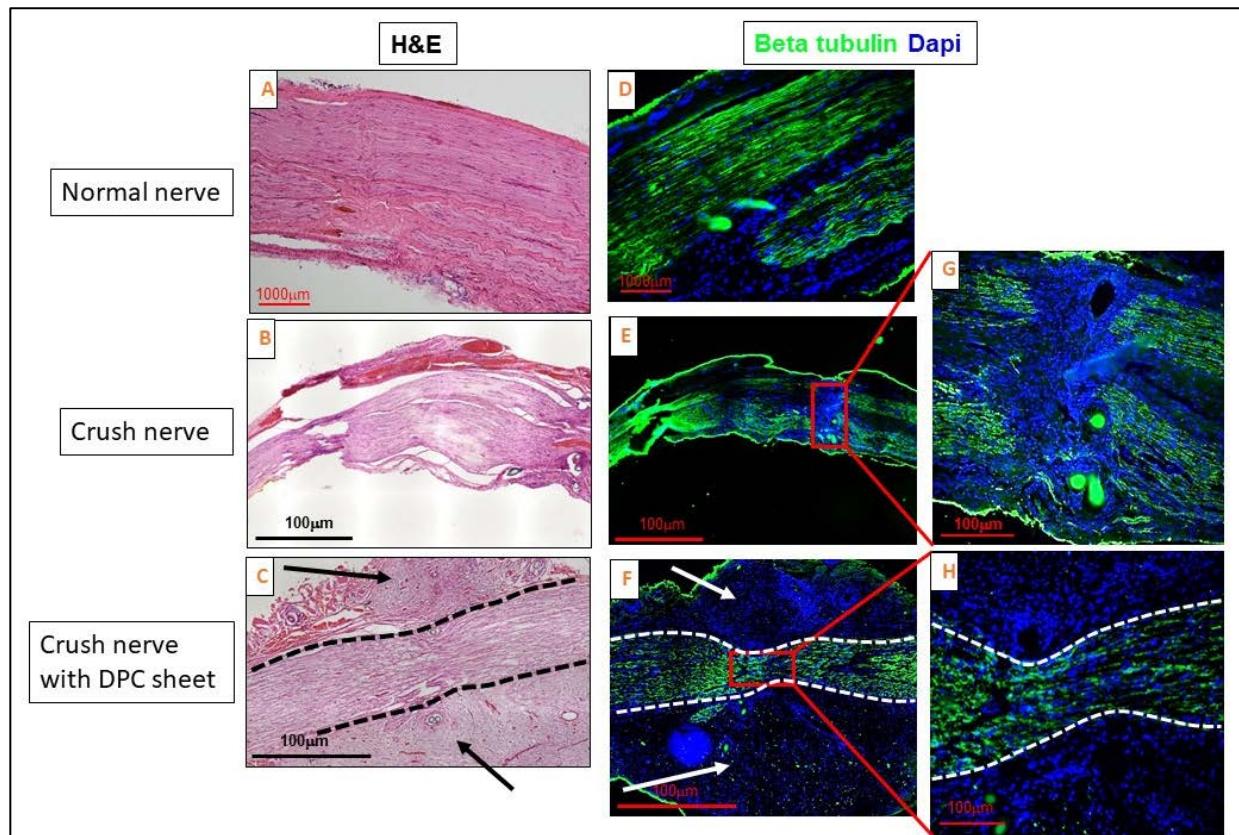 H&E
Beta tubulin Dapi
Normal nerve
A
1000μm
D
1000μm
Crush nerve
B
100μm
E
100μm
G
100μm
Crush nerve
with DPC sheet
C
100μm
F
100μm
H
100μm